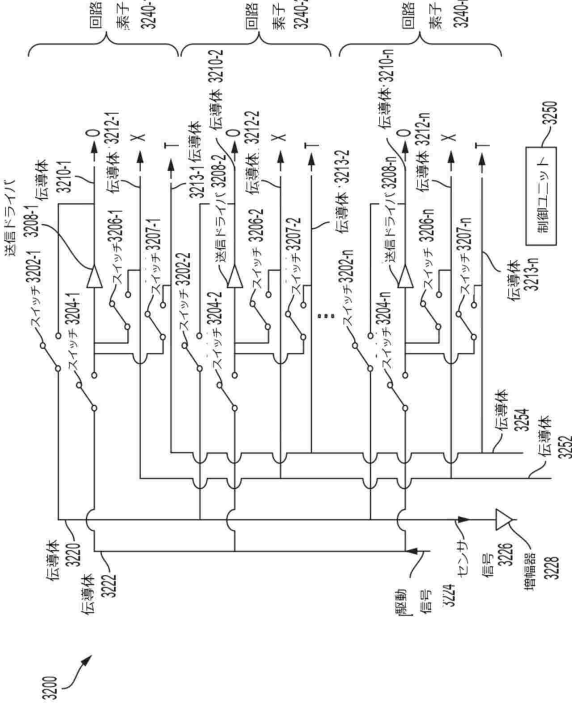 回路
素子 3240-1
回路
素子 3240-2
回路
素子
送信ドライバ
3208-1
伝導体
3210-1
O
伝導体 3212-1
X
3213-1
T
スイッチ 3202-1
スイッチ 3204-1
スイッチ 3206-1
スイッチ 3207-1
伝導体
伝導体 3210-2
送信ドライバ 3208-2
O
伝導体 3212-2
X
伝導体 3213-2
T
スイッチ 3202-2
スイッチ 3204-2
スイッチ 3206-2
スイッチ 3207-2
伝導体 3210-n
送信ドライバ 3208-n
O
伝導体 3212-n
X
T
伝導体
3213-n
スイッチ 3202-n
スイッチ 3204-n
スイッチ 3206-n
スイッチ 3207-n
制御ユニット
3250
伝導体
3254
伝導体
3252
伝導体
3220
伝導体
3222
駆動
信号
3224
センサ
信号
3226
増幅器
3228
3200